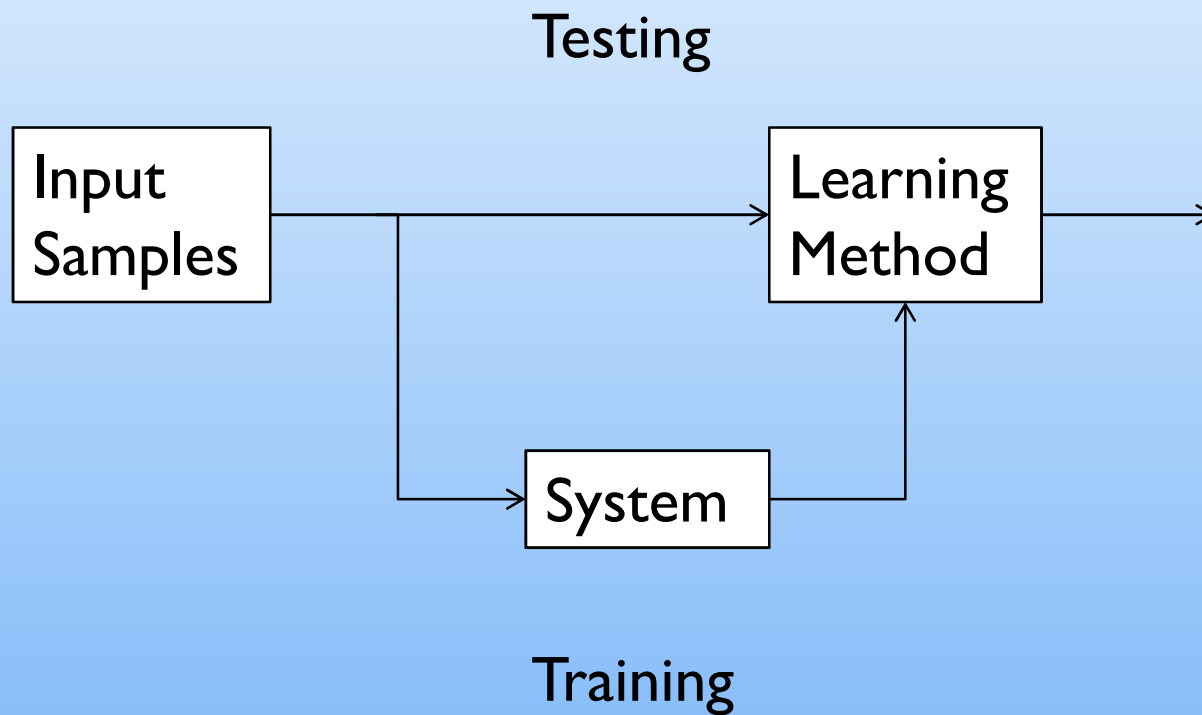 Testing
Input
Samples
Learning
Method
System
Training